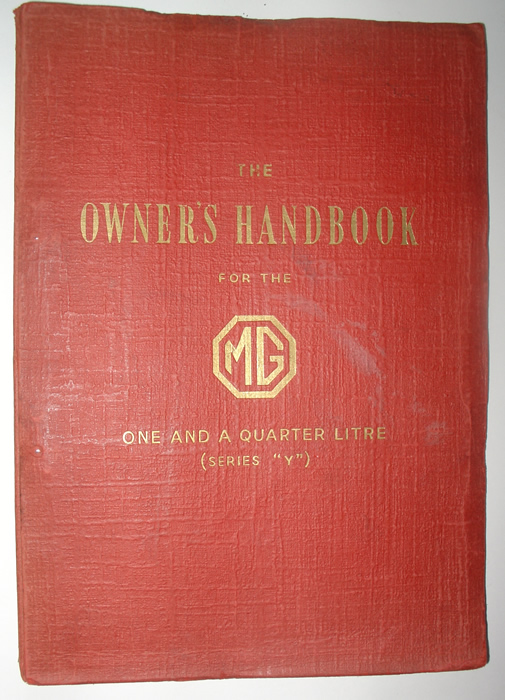 THE
OWNER'S HANDBOOK
FOR THE
MG
ONE AND A QUARTER LITRE
(SERIES "Y")